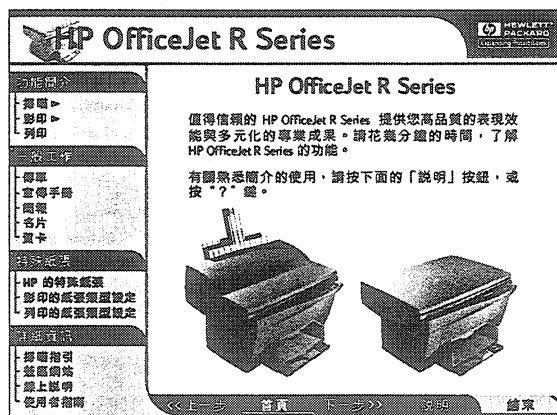 HP OfficeJet R Series
HEWLETT®
PACKARD
Expanding Possibilities
功能簡介
掃瞄
影印
列印
一般工作
傳單
宣傳手冊
簡報
名片
賀卡
特殊紙張
HP 的特殊紙張
影印的紙張類型設定
列印的紙張類型設定
詳細資訊
掃瞄指引
遊逛網站
線上說明
使用者指南
HP OfficeJet R Series
值得信賴的 HP OfficeJet R Series 提供您高品質的表現效
能與多元化的專業成果。請花幾分鐘的時間,了解
HP OfficeJet R Series 的功能。
有關熟悉簡介的使用,請按下面的「說明」按鈕,或
按“?”鍵。
<<上一步
首頁
下一步>>
說明
結束